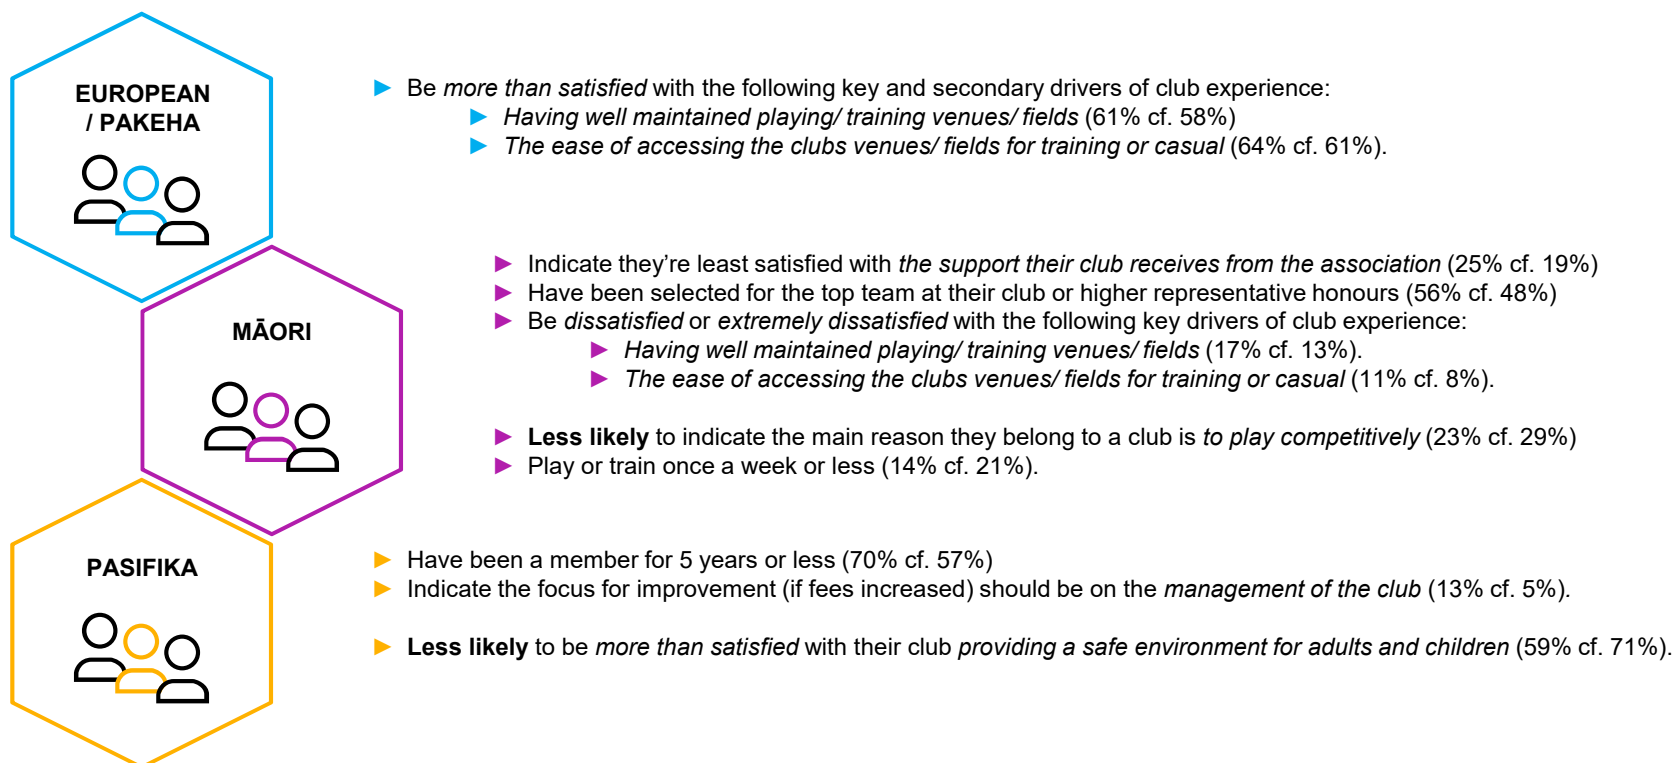 EUROPEAN
/ PAKEHA
► Be more than satisfied with the following key and secondary drivers of club experience:
► Having well maintained playing/ training venues/ fields (61% cf. 58%)
► The ease of accessing the clubs venues/ fields for training or casual (64% cf. 61%).
MĀORI
► Indicate they’re least satisfied with the support their club receives from the association (25% cf. 19%)
► Have been selected for the top team at their club or higher representative honours (56% cf. 48%)
► Be dissatisfied or extremely dissatisfied with the following key drivers of club experience:
► Having well maintained playing/ training venues/ fields (17% cf. 13%).
► The ease of accessing the clubs venues/ fields for training or casual (11% cf. 8%).
► Less likely to indicate the main reason they belong to a club is to play competitively (23% cf. 29%)
► Play or train once a week or less (14% cf. 21%).
PASIFIKA
► Have been a member for 5 years or less (70% cf. 57%)
► Indicate the focus for improvement (if fees increased) should be on the management of the club (13% cf. 5%).
► Less likely to be more than satisfied with their club providing a safe environment for adults and children (59% cf. 71%).